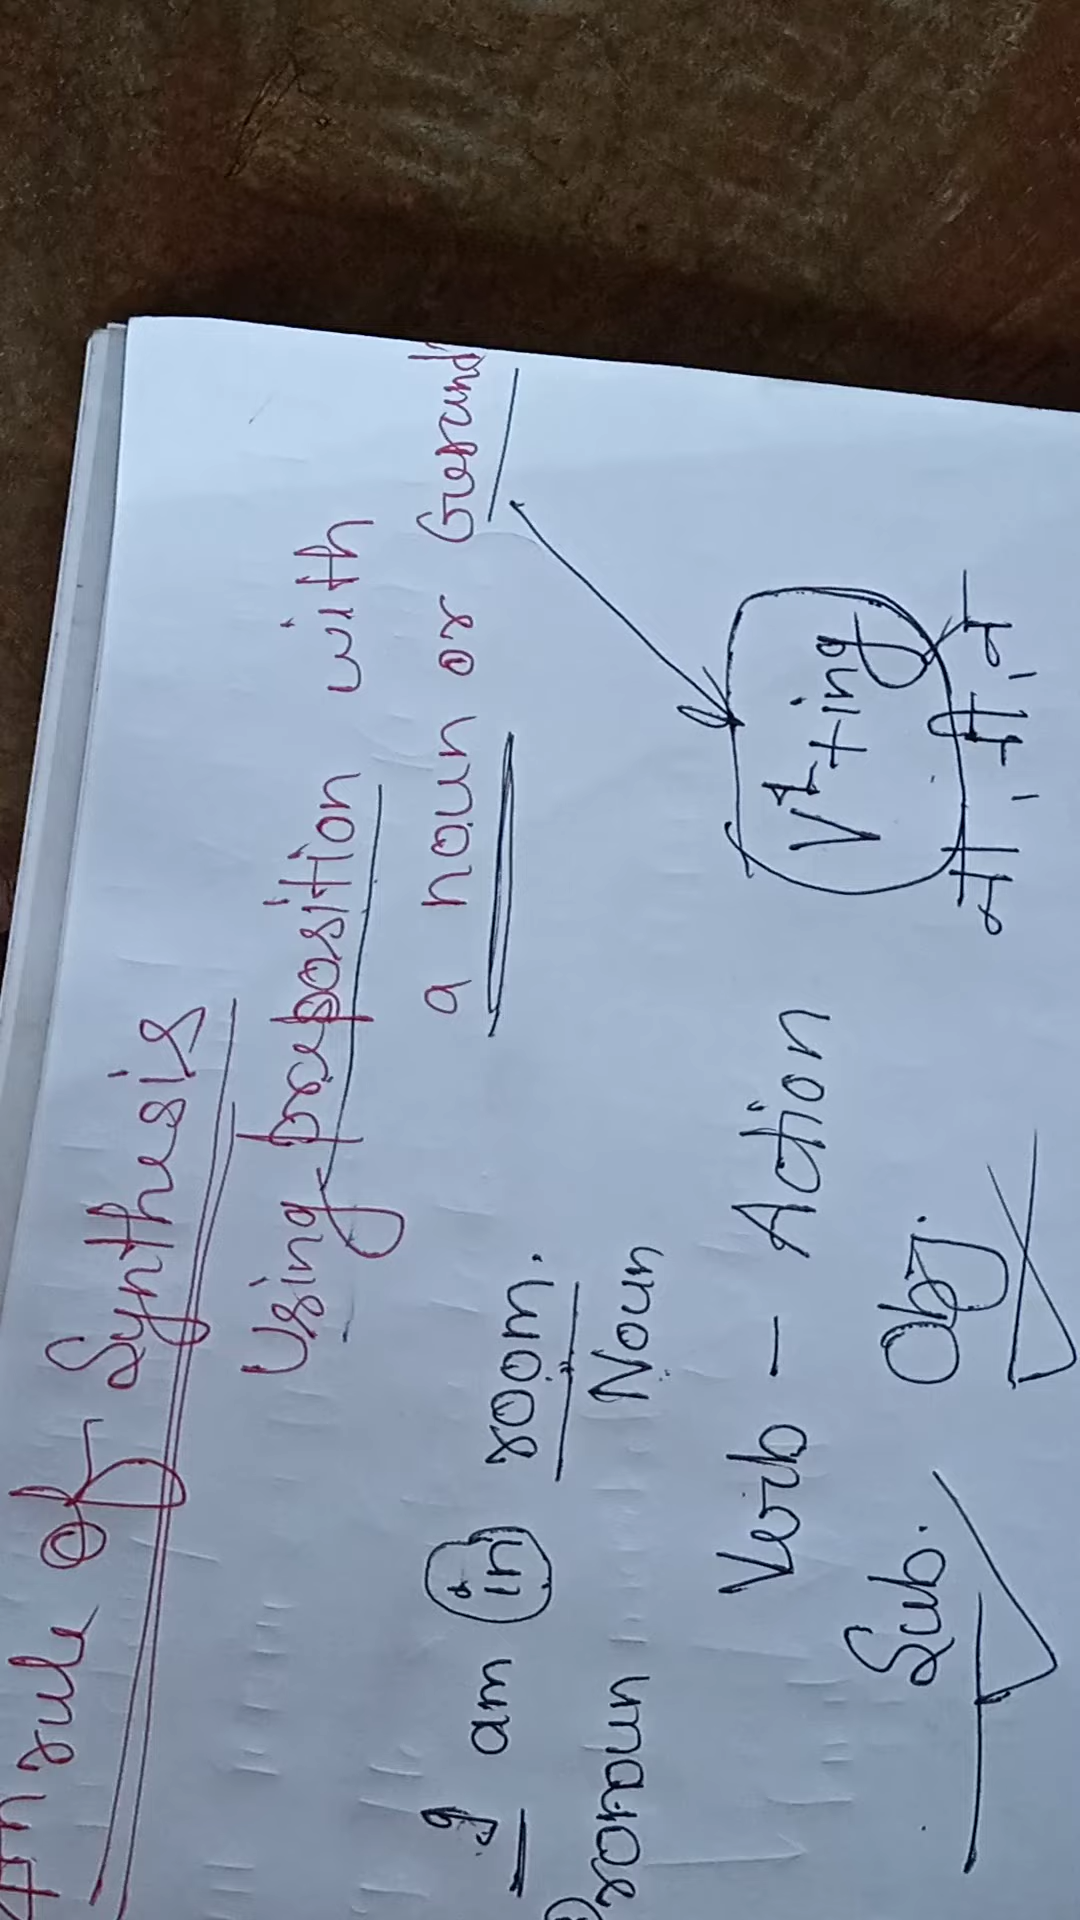 rule of Synthesis
Using preposition with
a noun or Gerund
I am in room.
Noun
Verb - Action
V1+ing
ना, ने, न
Sub. Obj.